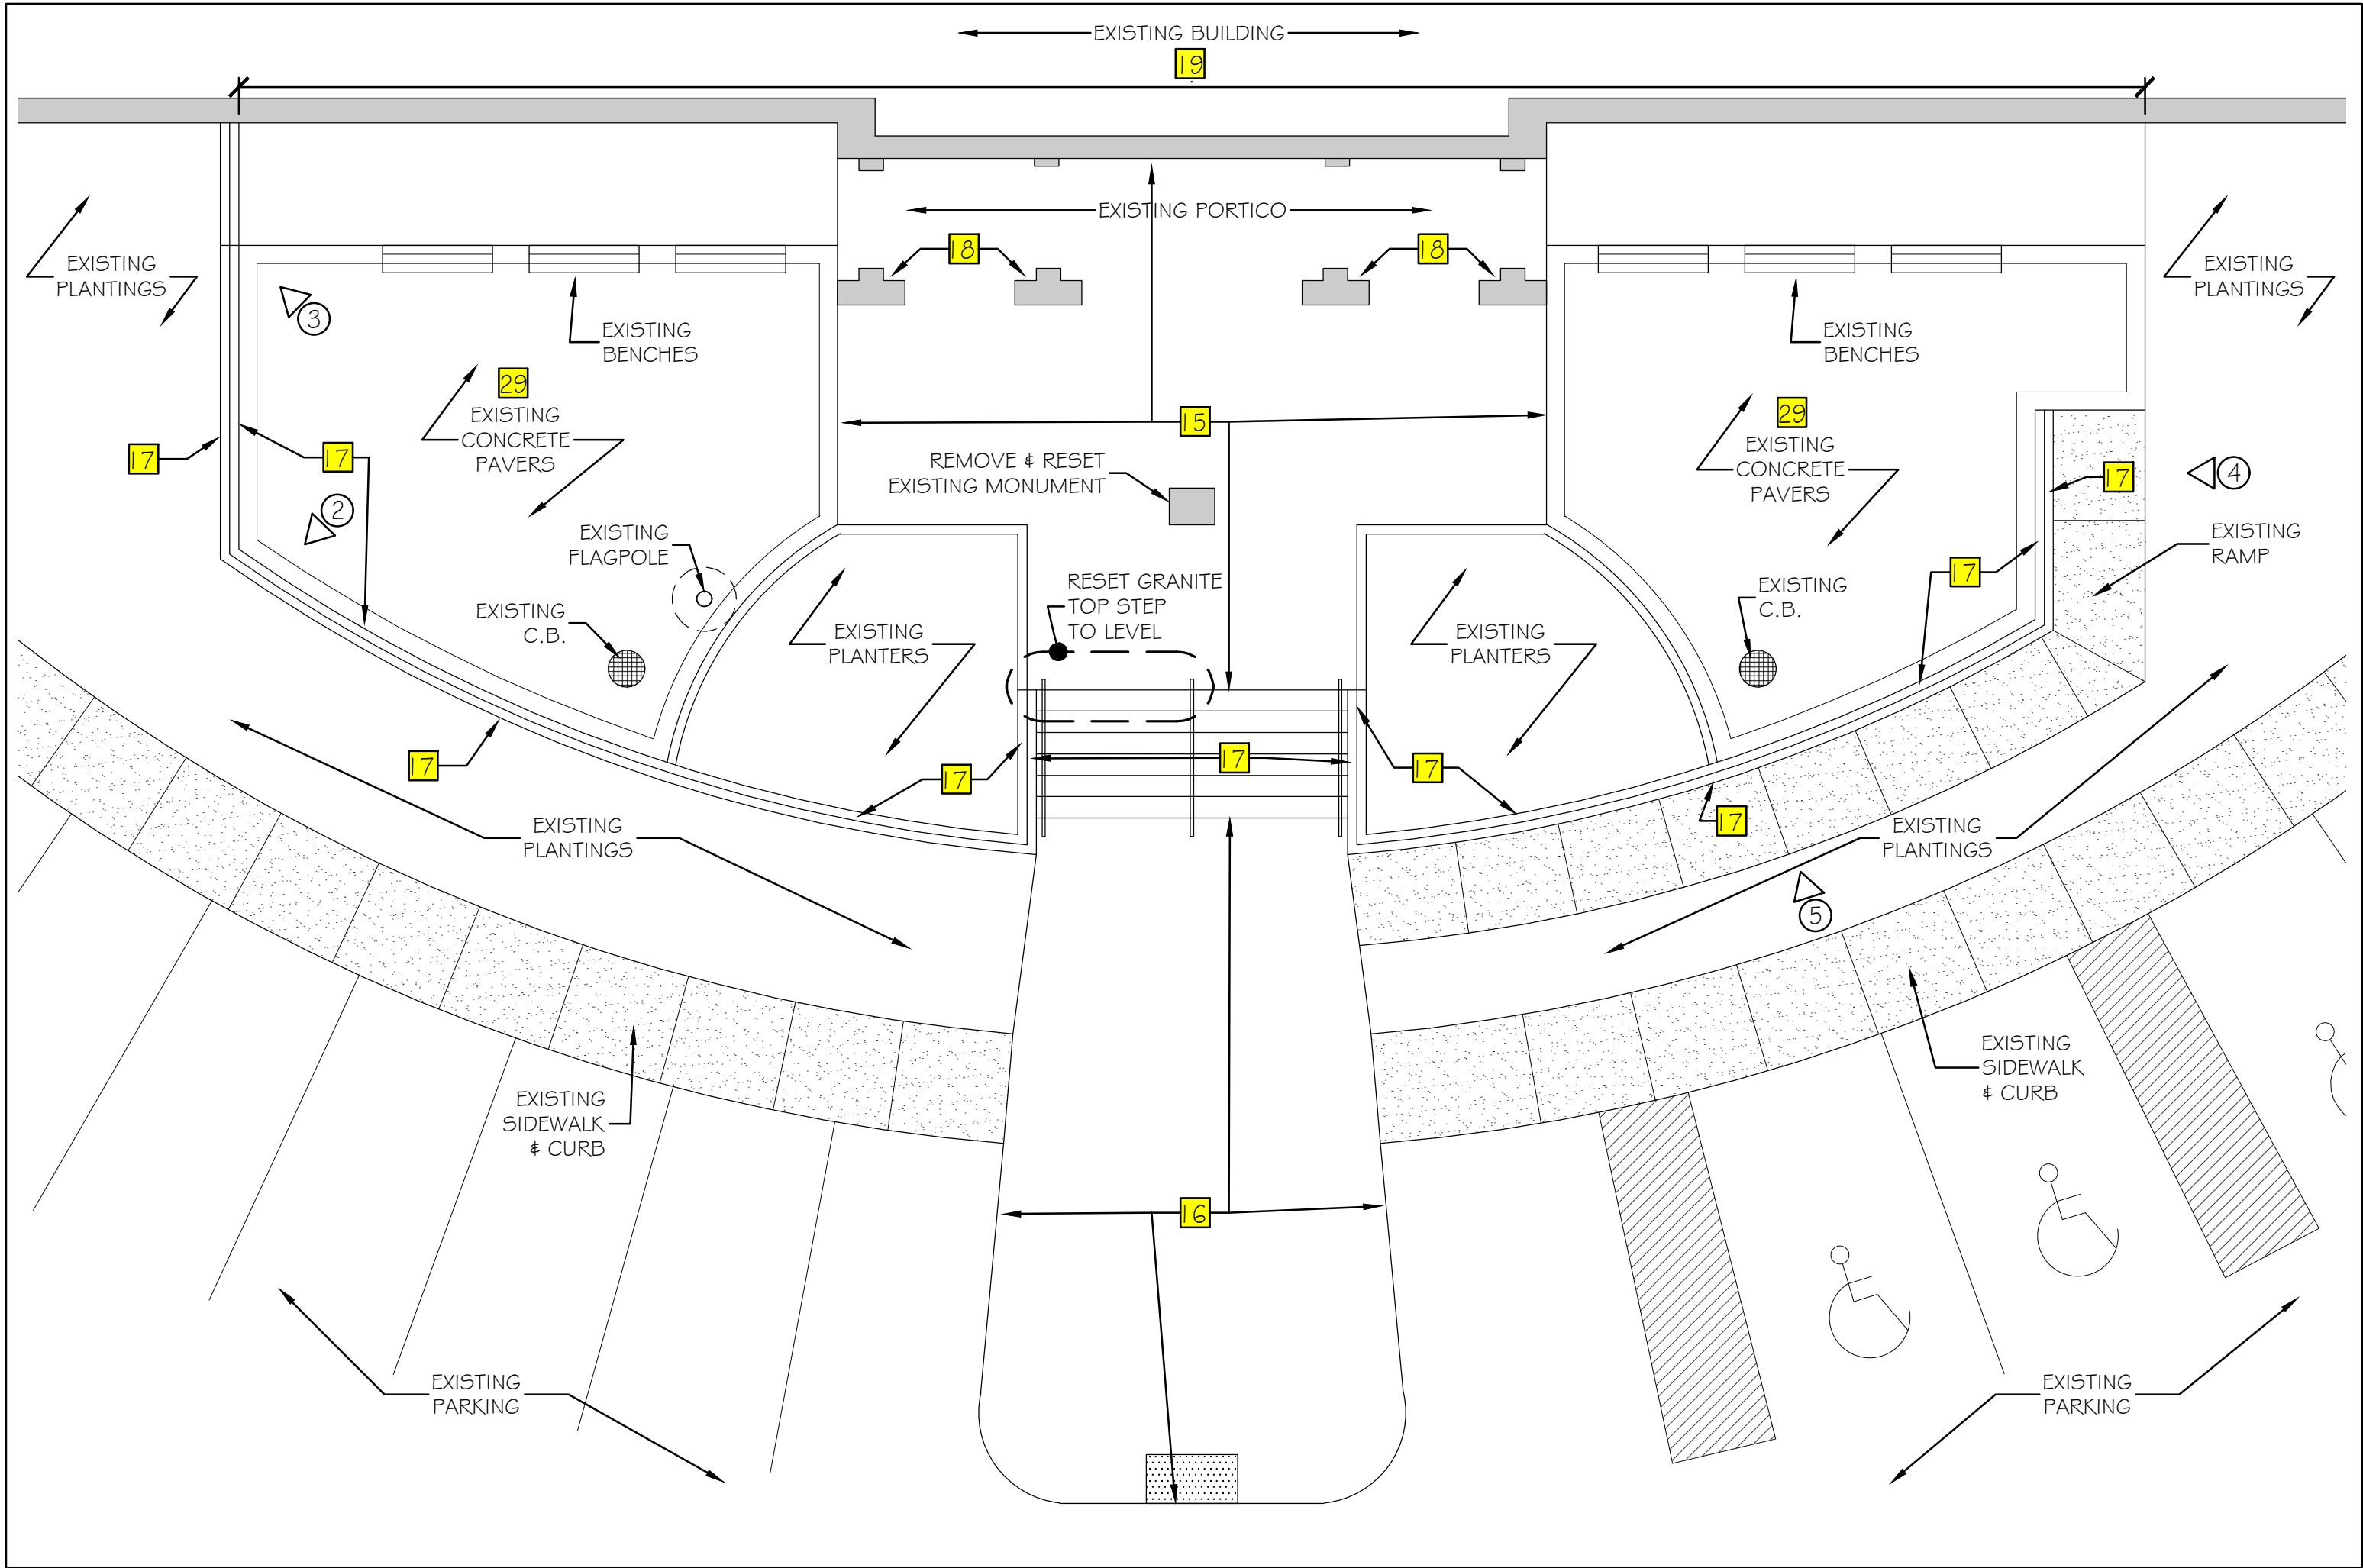 EXISTING BUILDING
19
EXISTING PORTICO
18
18
EXISTING
PLANTINGS
EXISTING
PLANTINGS
3
EXISTING
BENCHES
EXISTING
BENCHES
29
EXISTING
CONCRETE
PAVERS
29
EXISTING
CONCRETE
PAVERS
15
17
17
REMOVE & RESET
EXISTING MONUMENT
17
4
2
EXISTING
FLAGPOLE
EXISTING
RAMP
RESET GRANITE
TOP STEP
TO LEVEL
17
EXISTING
C.B.
EXISTING
C.B.
EXISTING
PLANTERS
EXISTING
PLANTERS
17
17
17
17
17
EXISTING
PLANTINGS
EXISTING
PLANTINGS
5
EXISTING
SIDEWALK
& CURB
EXISTING
SIDEWALK
& CURB
16
EXISTING
PARKING
EXISTING
PARKING